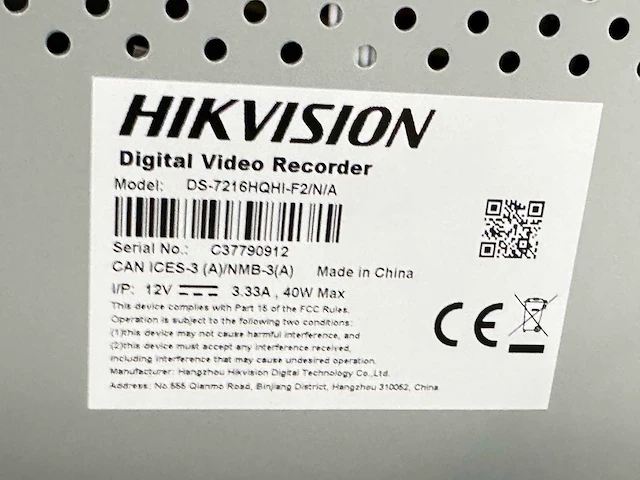 HIKVISION
Digital Video Recorder
Model: DS-7216HQHI-F2/N/A
Serial No.: C37790912
CAN ICES-3 (A)/NMB-3(A) Made in China
I/P: 12V 3.33A , 40W Max
This device complies with Part 15 of the FCC Rules.
Operation is subject to the following two conditions:
(1)this device may not cause harmful interference, and
(2)this device must accept any interference received,
including interference that may cause undesired operation.
Manufacturer: Hangzhou Hikvision Digital Technology Co.,Ltd.
Address: No.555 Qianmo Road, Binjiang District, Hangzhou 310052, China
CE